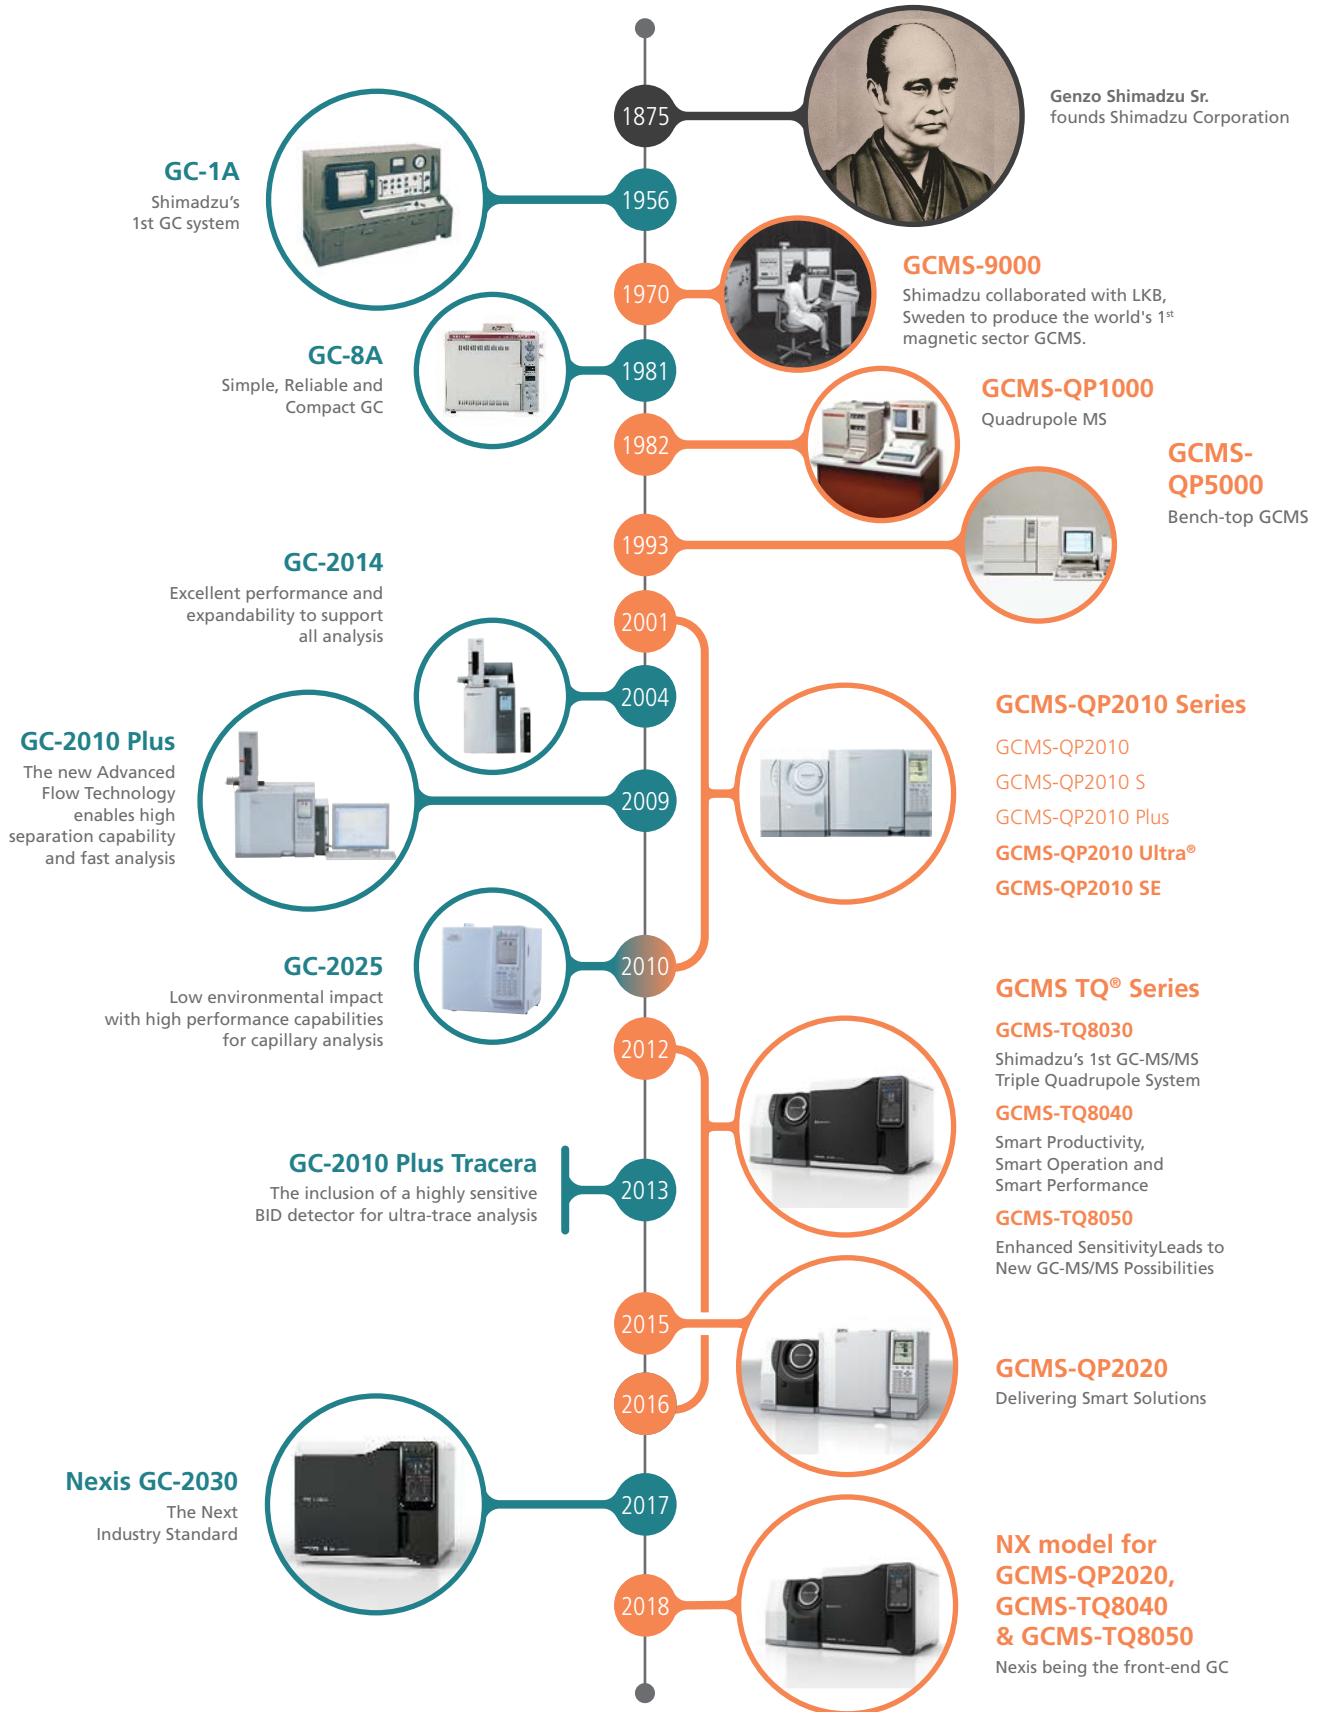 1875
Genzo Shimadzu Sr.
founds Shimadzu Corporation
GC-1A
Shimadzu's
1st GC system
1956
1970
GCMS-9000
Shimadzu collaborated with LKB,
Sweden to produce the world's 1st
magnetic sector GCMS.
GC-8A
Simple, Reliable and
Compact GC
1981
1982
GCMS-QP1000
Quadrupole MS
1993
GCMS-
QP5000
Bench-top GCMS
2001
GC-2014
Excellent performance and
expandability to support
all analysis
2004
GCMS-QP2010 Series
GCMS-QP2010
GCMS-QP2010 S
GCMS-QP2010 Plus
GCMS-QP2010 Ultra®
GCMS-QP2010 SE
GC-2010 Plus
The new Advanced
Flow Technology
enables high
separation capability
and fast analysis
2009
GC-2025
Low environmental impact
with high performance capabilities
for capillary analysis
2010
2012
GCMS TQ® Series
GCMS-TQ8030
Shimadzu's 1st GC-MS/MS
Triple Quadrupole System
GCMS-TQ8040
Smart Productivity,
Smart Operation and
Smart Performance
GCMS-TQ8050
Enhanced SensitivityLeads to
New GC-MS/MS Possibilities
GC-2010 Plus Tracera
The inclusion of a highly sensitive
BID detector for ultra-trace analysis
2013
2015
GCMS-QP2020
Delivering Smart Solutions
2016
Nexis GC-2030
The Next
Industry Standard
2017
2018
NX model for
GCMS-QP2020,
GCMS-TQ8040
& GCMS-TQ8050
Nexis being the front-end GC